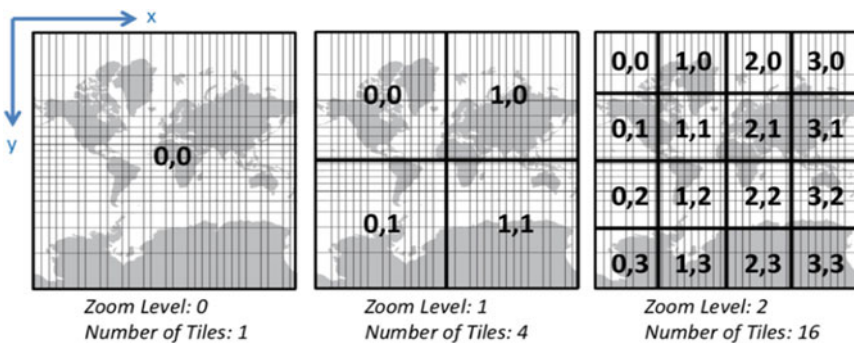 x
y
0,0
Zoom Level: 0
Number of Tiles: 1
0,0 1,0
0,1 1,1
Zoom Level: 1
Number of Tiles: 4
0,0 1,0 2,0 3,0
0,1 1,1 2,1 3,1
0,2 1,2 2,2 3,2
0,3 1,3 2,3 3,3
Zoom Level: 2
Number of Tiles: 16